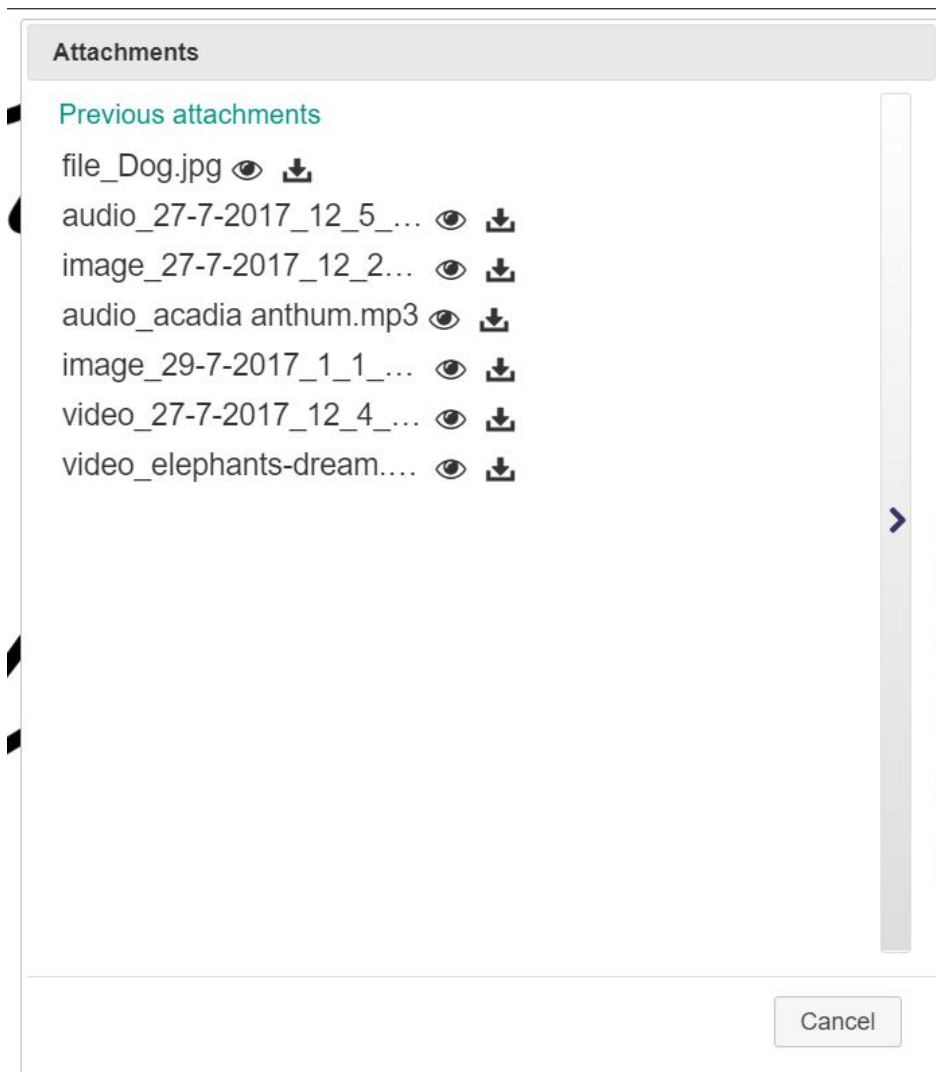 Attachments
Previous attachments
file_Dog.jpg
audio_27-7-2017_12_5_...
image_27-7-2017_12_2...
audio_acadia anthum.mp3
image_29-7-2017_1_1_...
video_27-7-2017_12_4_...
video_elephants-dream....
Cancel